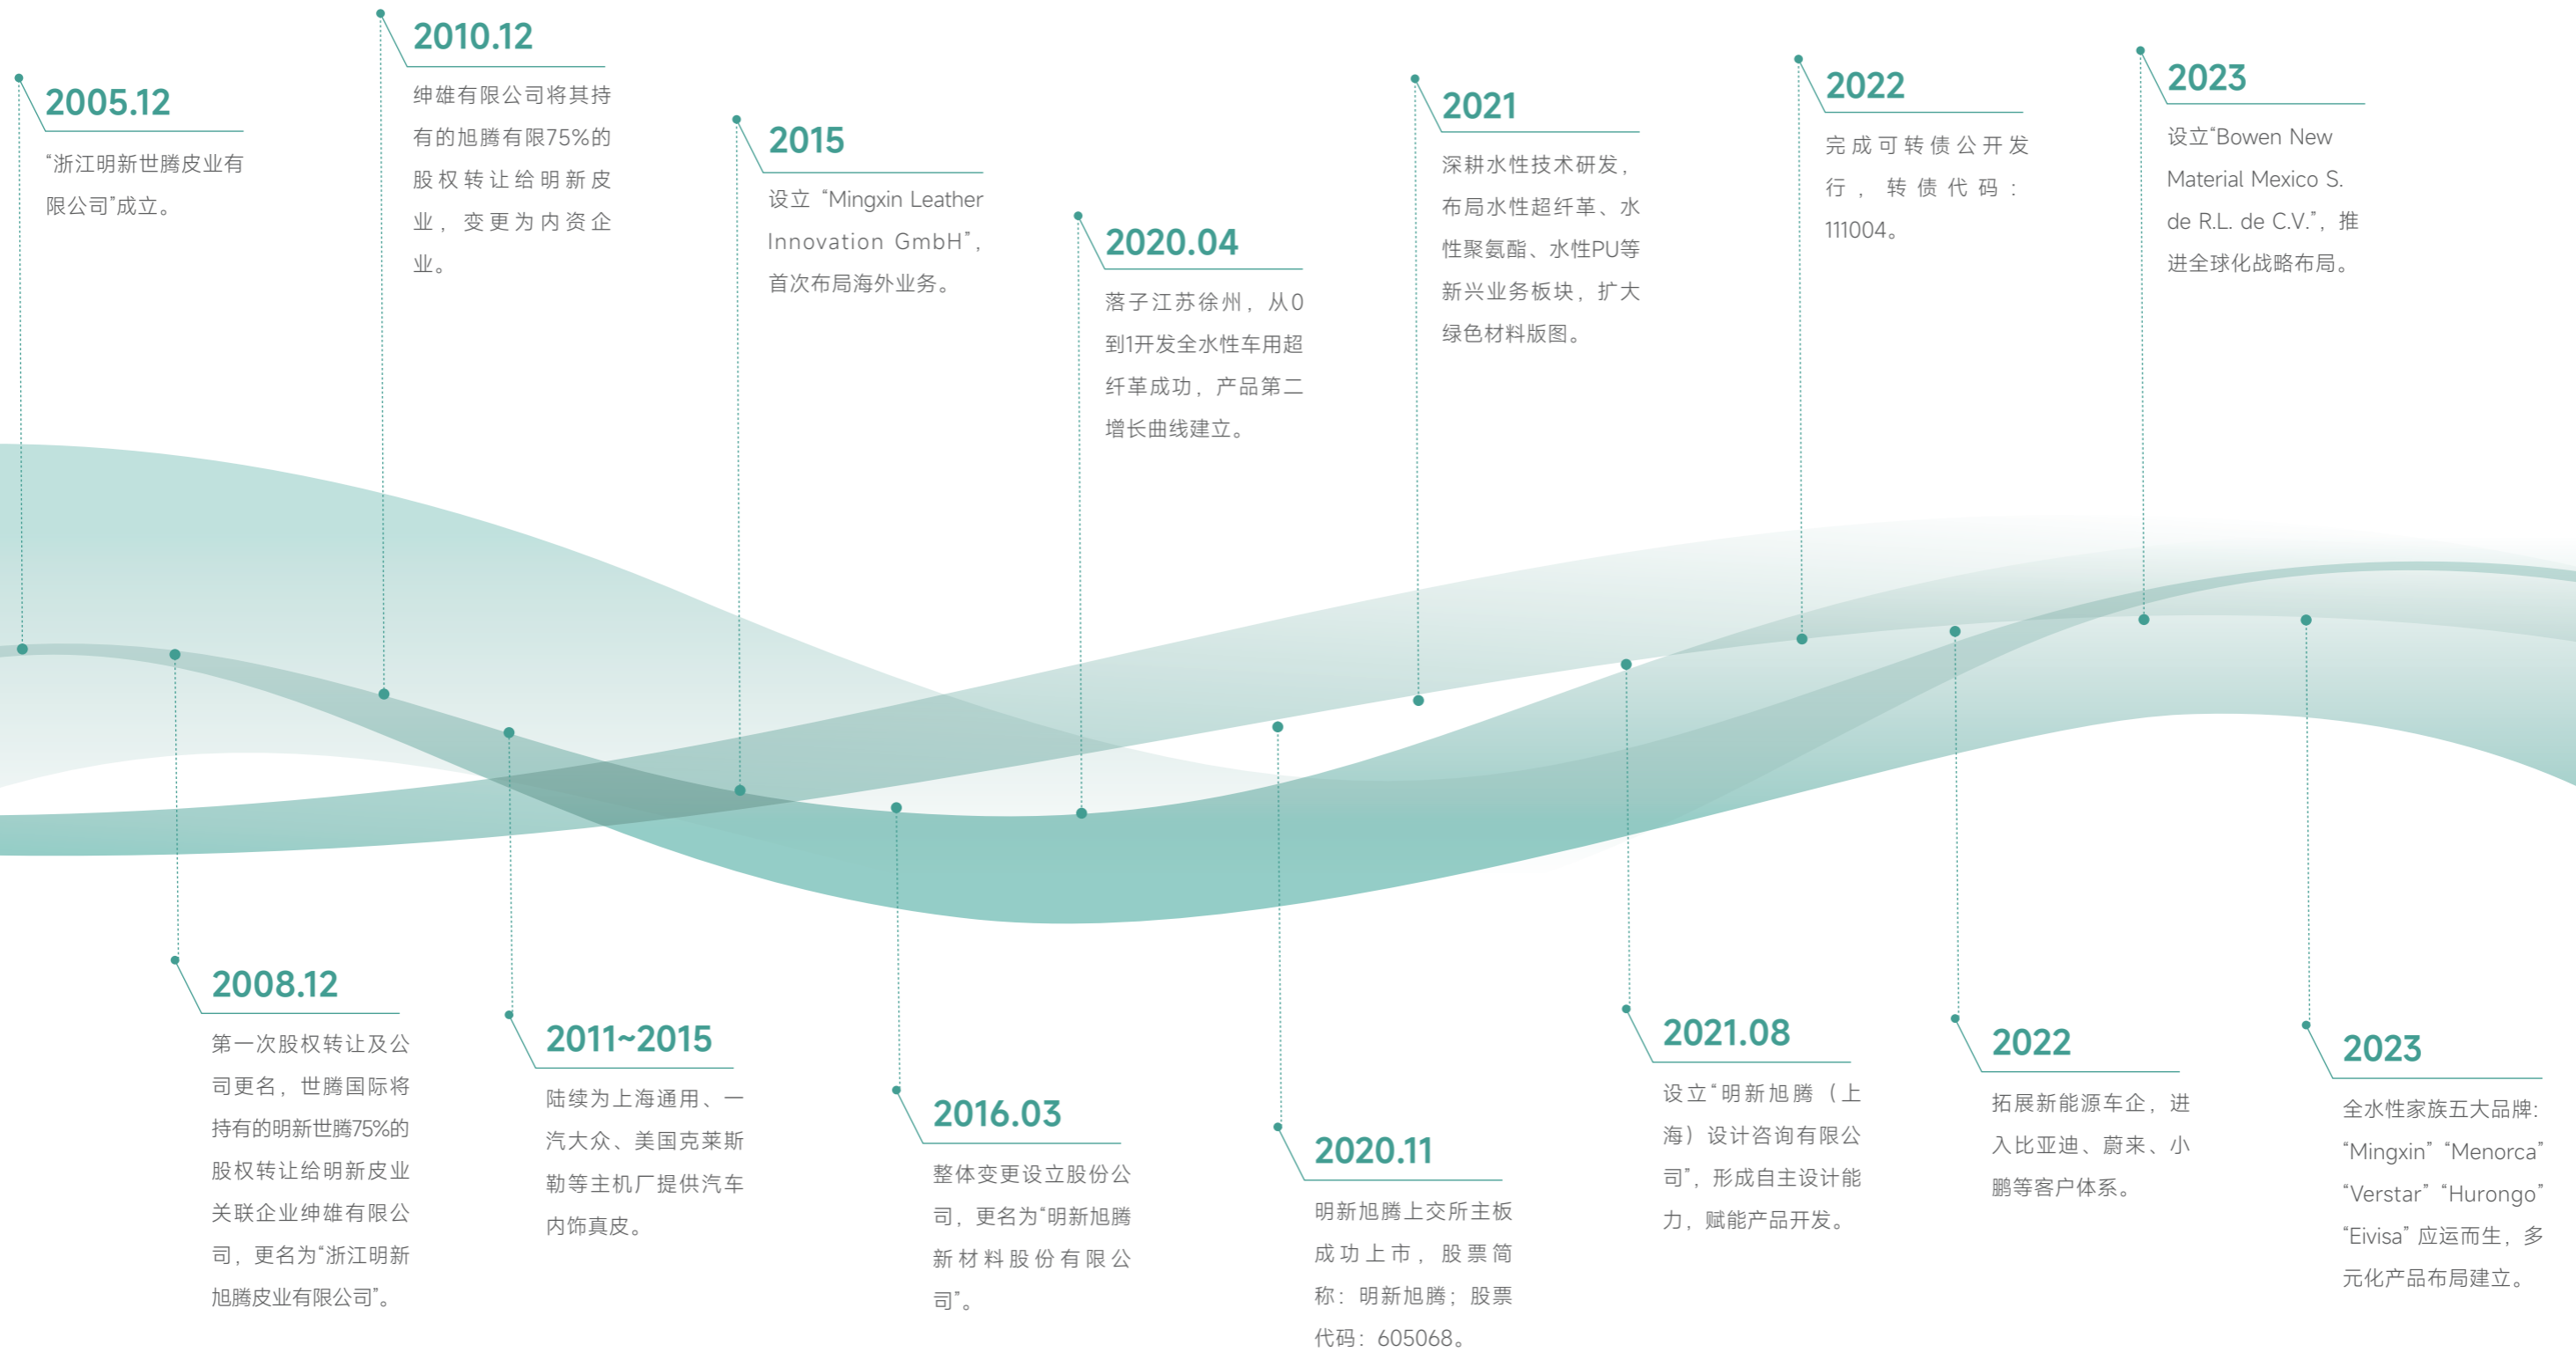 2005.12
“浙江明新世腾皮业有
限公司”成立。
2008.12
第一次股权转让及公
司更名，世腾国际将
持有的明新世腾75%的
股权转让给明新皮业
关联企业绅雄有限公
司，更名为“浙江明新
旭腾皮业有限公司”。
2010.12
绅雄有限公司将其持
有的旭腾有限75%的
股权转让给明新皮
业，变更为内资企
业。
2011~2015
陆续为上海通用、一
汽大众、美国克莱斯
勒等主机厂提供汽车
内饰真皮。
2015
设立 “Mingxin Leather
Innovation GmbH”，
首次布局海外业务。
2016.03
整体变更设立股份公
司，更名为“明新旭腾
新材料股份有限公
司”。
2020.04
落子江苏徐州，从0
到1开发全水性车用超
纤革成功，产品第二
增长曲线建立。
2020.11
明新旭腾上交所主板
成功上市，股票简
称：明新旭腾；股票
代码：605068。
2021
深耕水性技术研发，
布局水性超纤革、水
性聚氨酯、水性PU等
新兴业务板块，扩大
绿色材料版图。
2021.08
设立“明新旭腾（上
海）设计咨询有限公
司”，形成自主设计能
力，赋能产品开发。
2022
完成可转债公开发
行，转债代码：
111004。
2022
拓展新能源车企，进
入比亚迪、蔚来、小
鹏等客户体系。
2023
设立“Bowen New
Material Mexico S.
de R.L. de C.V.”，推
进全球化战略布局。
2023
全水性家族五大品牌：
“Mingxin” “Menorca”
“Verstar” “Hurongo”
“Eivisa” 应运而生，多
元化产品布局建立。